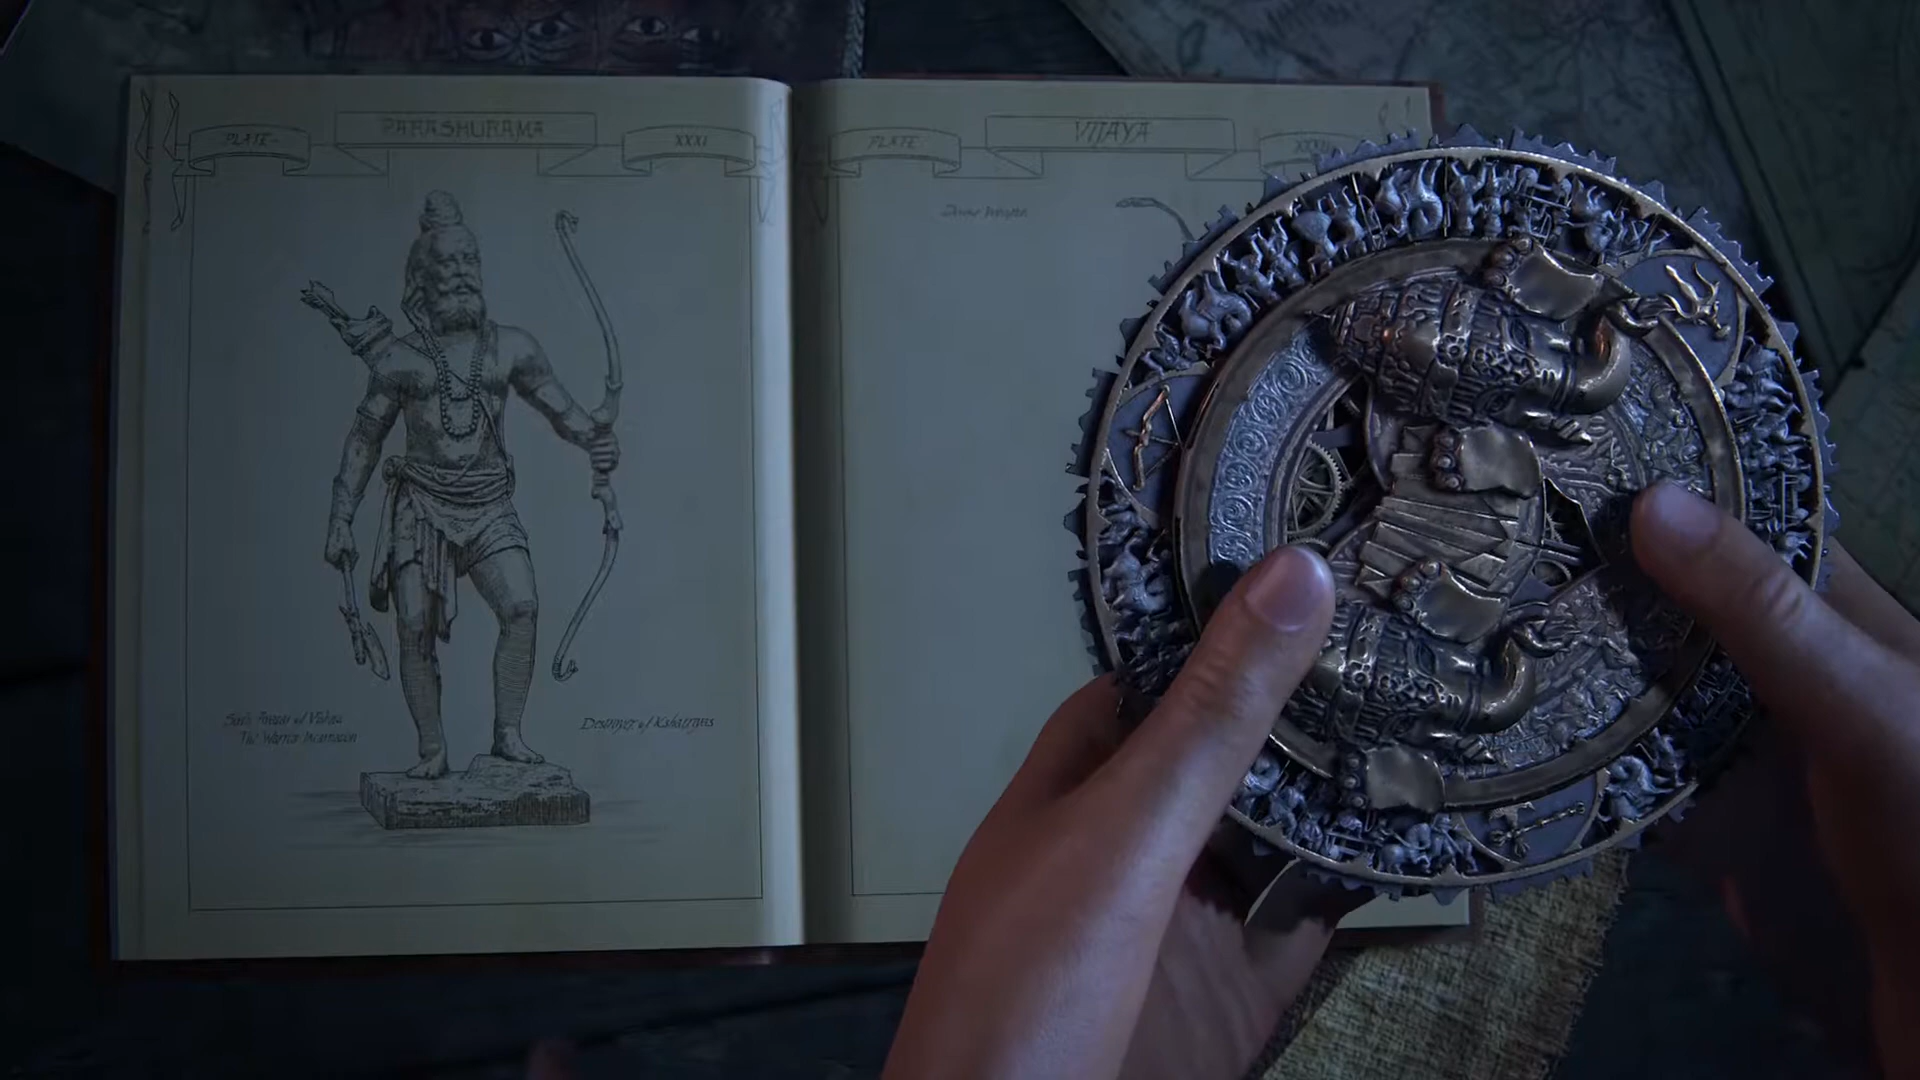 PLATE
PARASHURAMA
XXXI
Sixth Avatar of Vishnu
The Warrior Incarnation
Destroyer of Kshatriyas
PLATE
VIJAYA